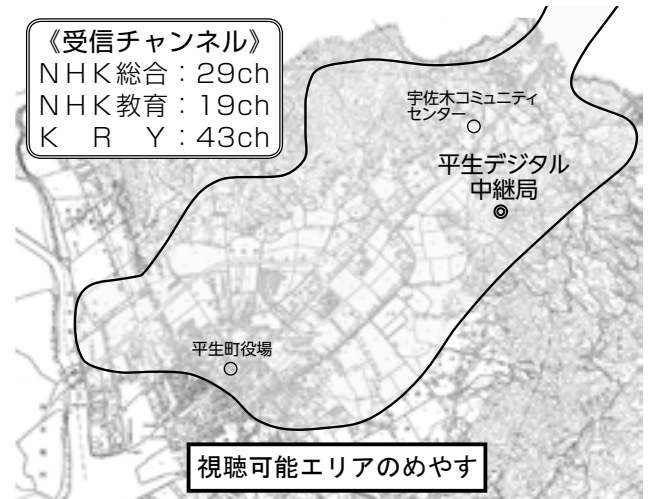 《受信チャンネル》
ＮＨＫ総合：29ch
ＮＨＫ教育：19ch
Ｋ　Ｒ　Ｙ：43ch
宇佐木コミュニティ
センター
平生デジタル
中継局
平生町役場
視聴可能エリアのめやす